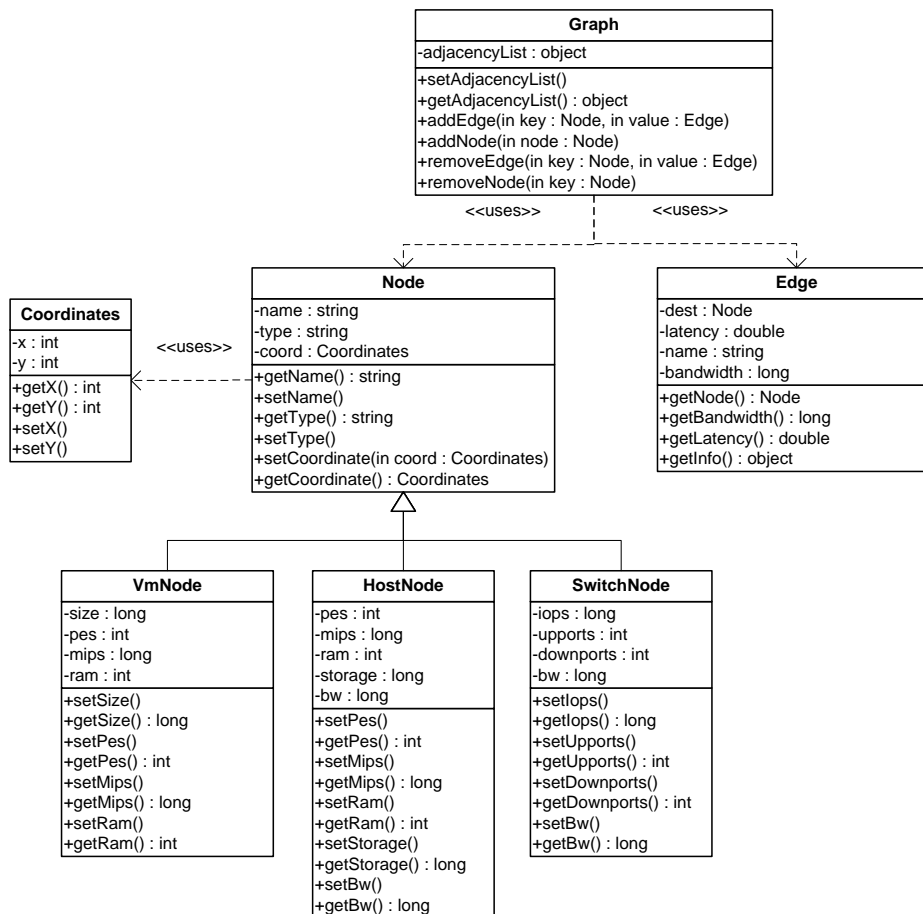 Graph
-adjacencyList : object
+setAdjacencyList()
+getAdjacencyList() : object
+addEdge(in key : Node, in value : Edge)
+addNode(in node : Node)
+removeEdge(in key : Node, in value : Edge)
+removeNode(in key : Node)
<<uses>>
<<uses>>
Coordinates
-x : int
-y : int
+getX() : int
+getY() : int
+setX()
+setY()
<<uses>>
Node
-name : string
-type : string
-coord : Coordinates
+getName() : string
+setName()
+getType() : string
+setType()
+setCoordinate(in coord : Coordinates)
+getCoordinate() : Coordinates
Edge
-dest : Node
-latency : double
-name : string
-bandwidth : long
+getNode() : Node
+getBandwidth() : long
+getLatency() : double
+getInfo() : object
VmNode
-size : long
-pes : int
-mips : long
-ram : int
+setSize()
+getSize() : long
+setPes()
+getPes() : int
+setMips()
+getMips() : long
+setRam()
+getRam() : int
HostNode
-pes : int
-mips : long
-ram : int
-storage : long
-bw : long
+setPes()
+getPes() : int
+setMips()
+getMips() : long
+setRam()
+getRam() : int
+setStorage()
+getStorage() : long
+setBw()
+getBw() : long
SwitchNode
-iops : long
-upports : int
-downports : int
-bw : long
+setIops()
+getIops() : long
+setUpports()
+getUpports() : int
+setDownports()
+getDownports() : int
+setBw()
+getBw() : long